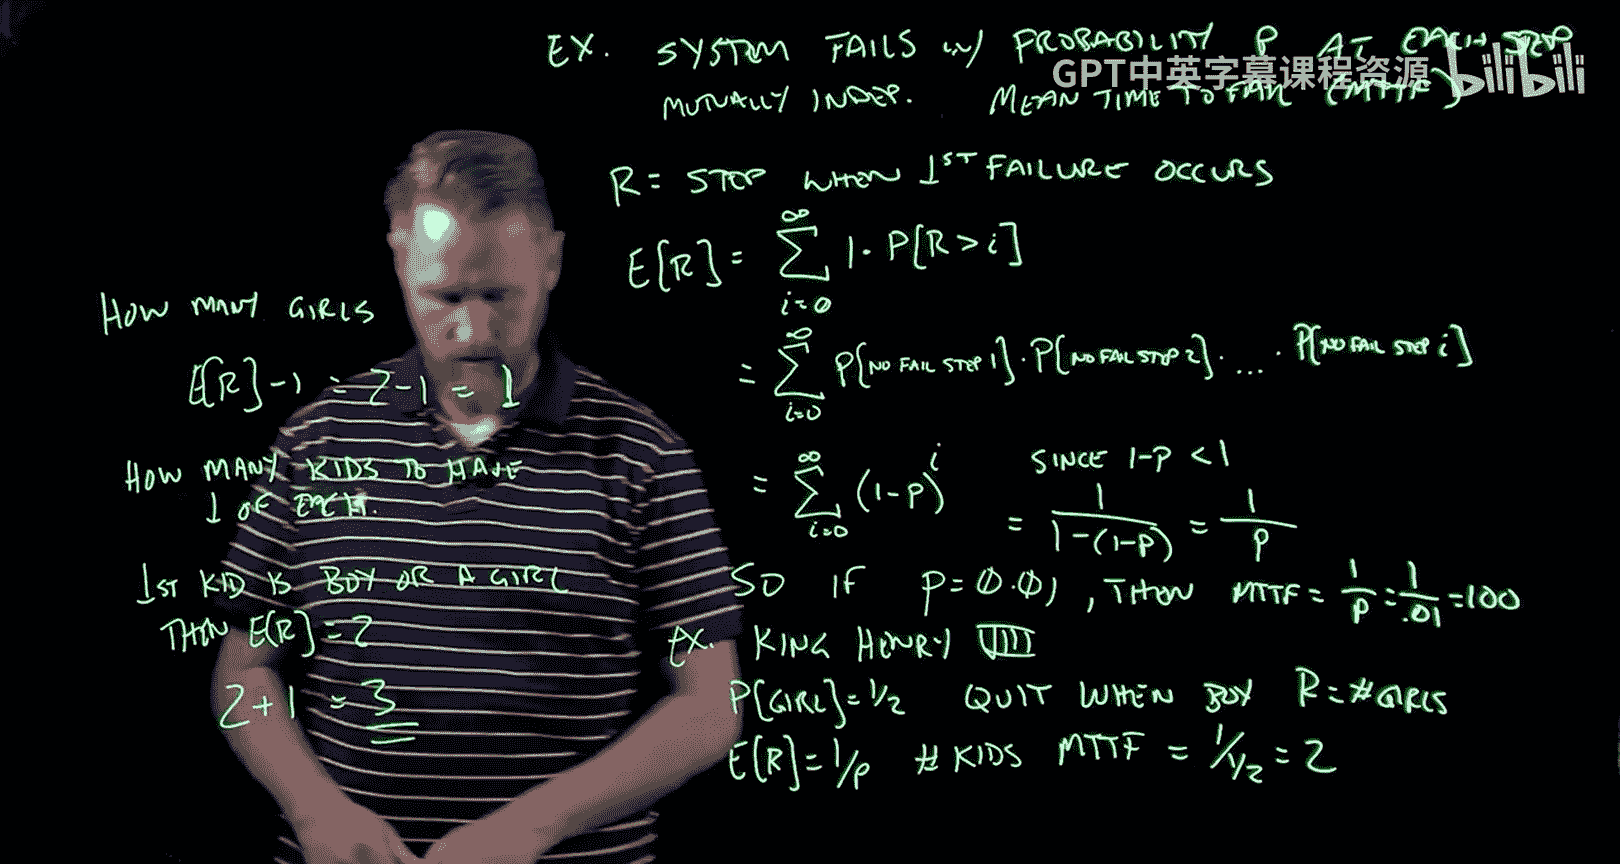 EX. SYSTEM FAILS W/ PROBABILITY P AT EACH STEP
GPT中英字幕课程资源 bilibili
MUTUALLY INDEP. MEAN TIME TO FAIL (MTTF)
R = STEP WHEN 1ST FAILURE OCCURS
E[R] = ∞ Σ i=0 1 · P[R > i]
= ∞ Σ i=0 P[NO FAIL STEP 1] · P[NO FAIL STEP 2] · ... · P[NO FAIL STEP i]
= ∞ Σ i=0 (1-P)^i SINCE 1-P < 1
= 1/(1-(1-P)) = 1/P
SO IF P = 0.01, THEN MTTF = 1/P = 1/.01 = 100
EX. KING HENRY VIII
P[GIRL] = 1/2 QUIT WHEN BOY R = # GIRLS
E[R] = 1/P # KIDS MTTF = 1/1/2 = 2
HOW MANY GIRLS
E[R] - 1 = 2 - 1 = 1
HOW MANY KIDS TO HAVE
1 OF EACH.
1ST KID IS BOY OR A GIRL
THEN E[R] = 2
2 + 1 = 3